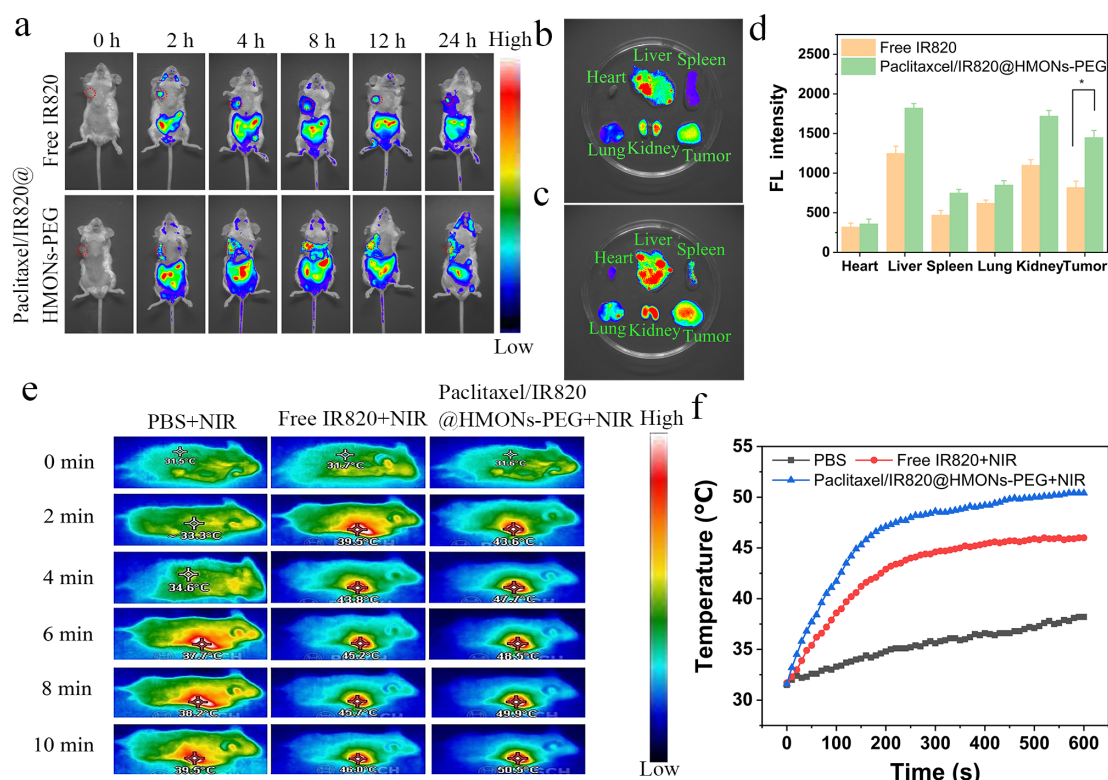 a
0 h 2 h 4 h 8 h 12 h 24 h High
Free IR820
Paclitaxel/IR820@
HMONs-PEG
Low
b
Liver Spleen
Heart
Lung Kidney Tumor
c
Liver
Heart Spleen
Lung Kidney Tumor
d
Free IR820
Paclitaxcel/IR820@HMONs-PEG
*
FL intensity
2500
2250
2000
1750
1500
1250
1000
750
500
250
0
Heart Liver Spleen Lung Kidney Tumor
e
PBS+NIR Free IR820+NIR Paclitaxel/IR820
@HMONs-PEG+NIR High
0 min 31.5°C 31.7°C 31.6°C
2 min ~ 33.3°C 39.5°C 43.6°C
4 min 34.6°C 43.8°C 47.7°C
6 min 37.7°C 45.2°C 48.5°C
8 min 38.2°C 45.7°C 49.9°C
10 min 39.5°C 46.0°C 50.5°C
Low
f
PBS Free IR820+NIR
Paclitaxel/IR820@HMONs-PEG+NIR
Temperature (°C)
55
50
45
40
35
30
0 100 200 300 400 500 600
Time (s)